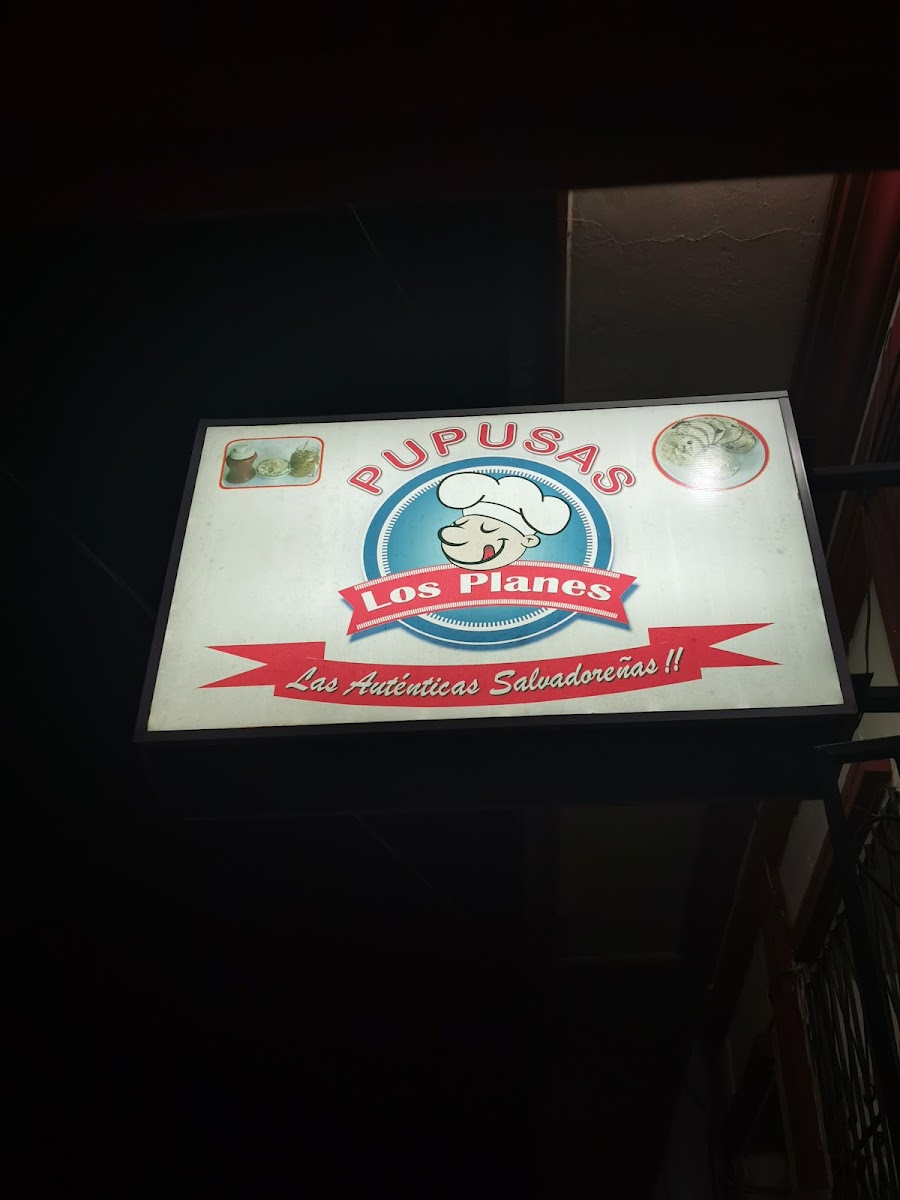 PUPUSAS
Los Planes
Las Auténticas Salvadoreñas!!